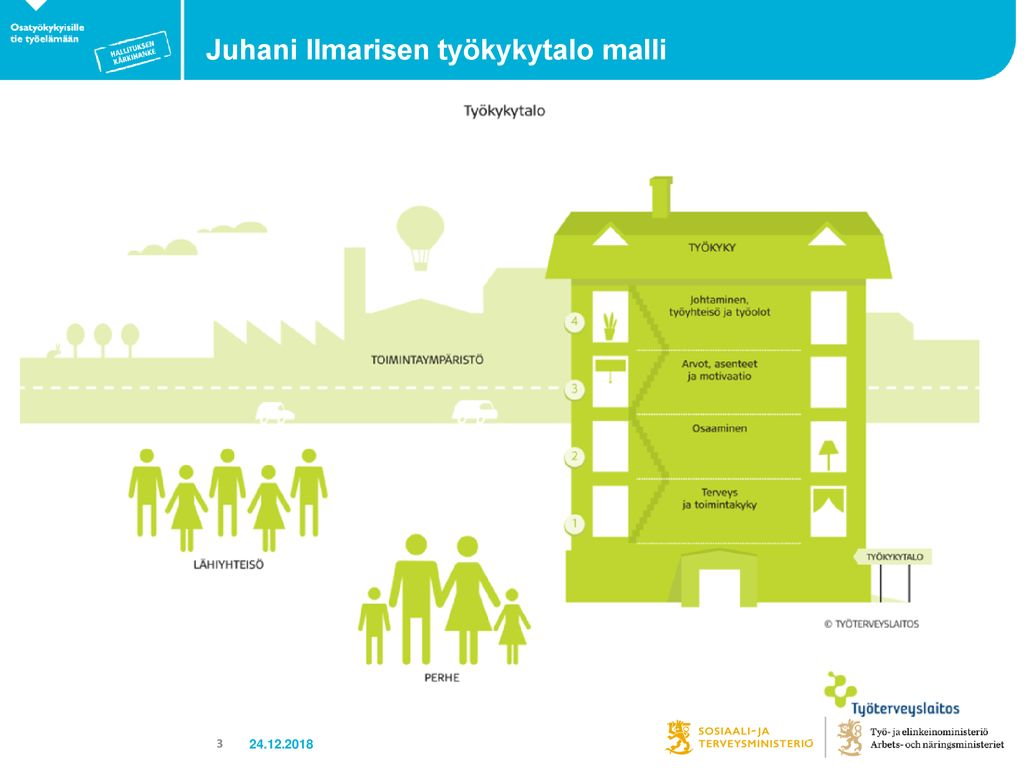 Osatyökykyisille
tie työelämään
HALLITUKSEN
KÄRKIHANKE
Juhani Ilmarisen työkykytalo malli
Työkykytalo
TYÖKYKY
4
Johtaminen,
työyhteisö ja työolot
TOIMINTAYMPÄRISTÖ
3
Arvot, asenteet
ja motivaatio
2
Osaaminen
1
Terveys
ja toimintakyky
LÄHIYHTEISÖ
TYÖKYKYTALO
© TYÖTERVEYSLAITOS
PERHE
Työterveyslaitos
3
24.12.2018
SOSIAALI- JA
TERVEYSMINISTERIÖ
Työ- ja elinkeinoministeriö
Arbets- och näringsministeriet